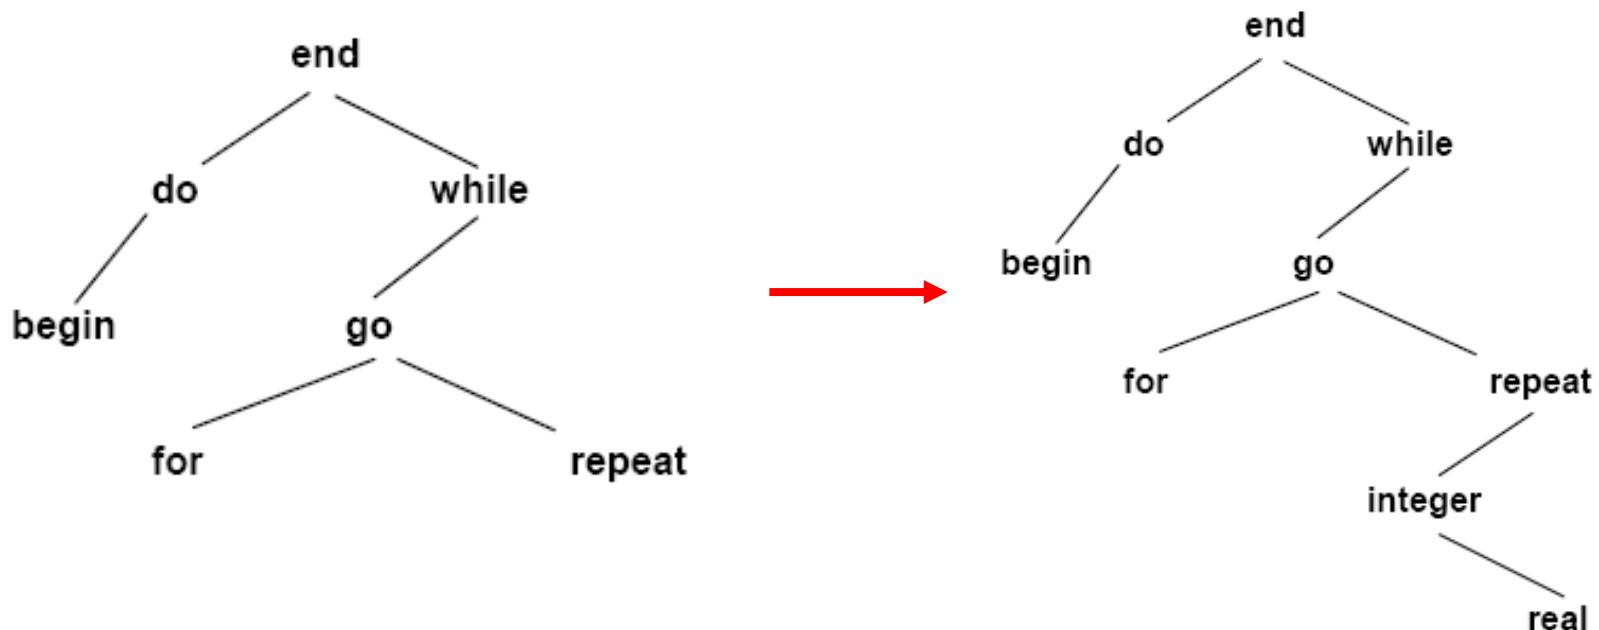 end
do while
begin go
for repeat
end
do while
begin go
for repeat
integer
real